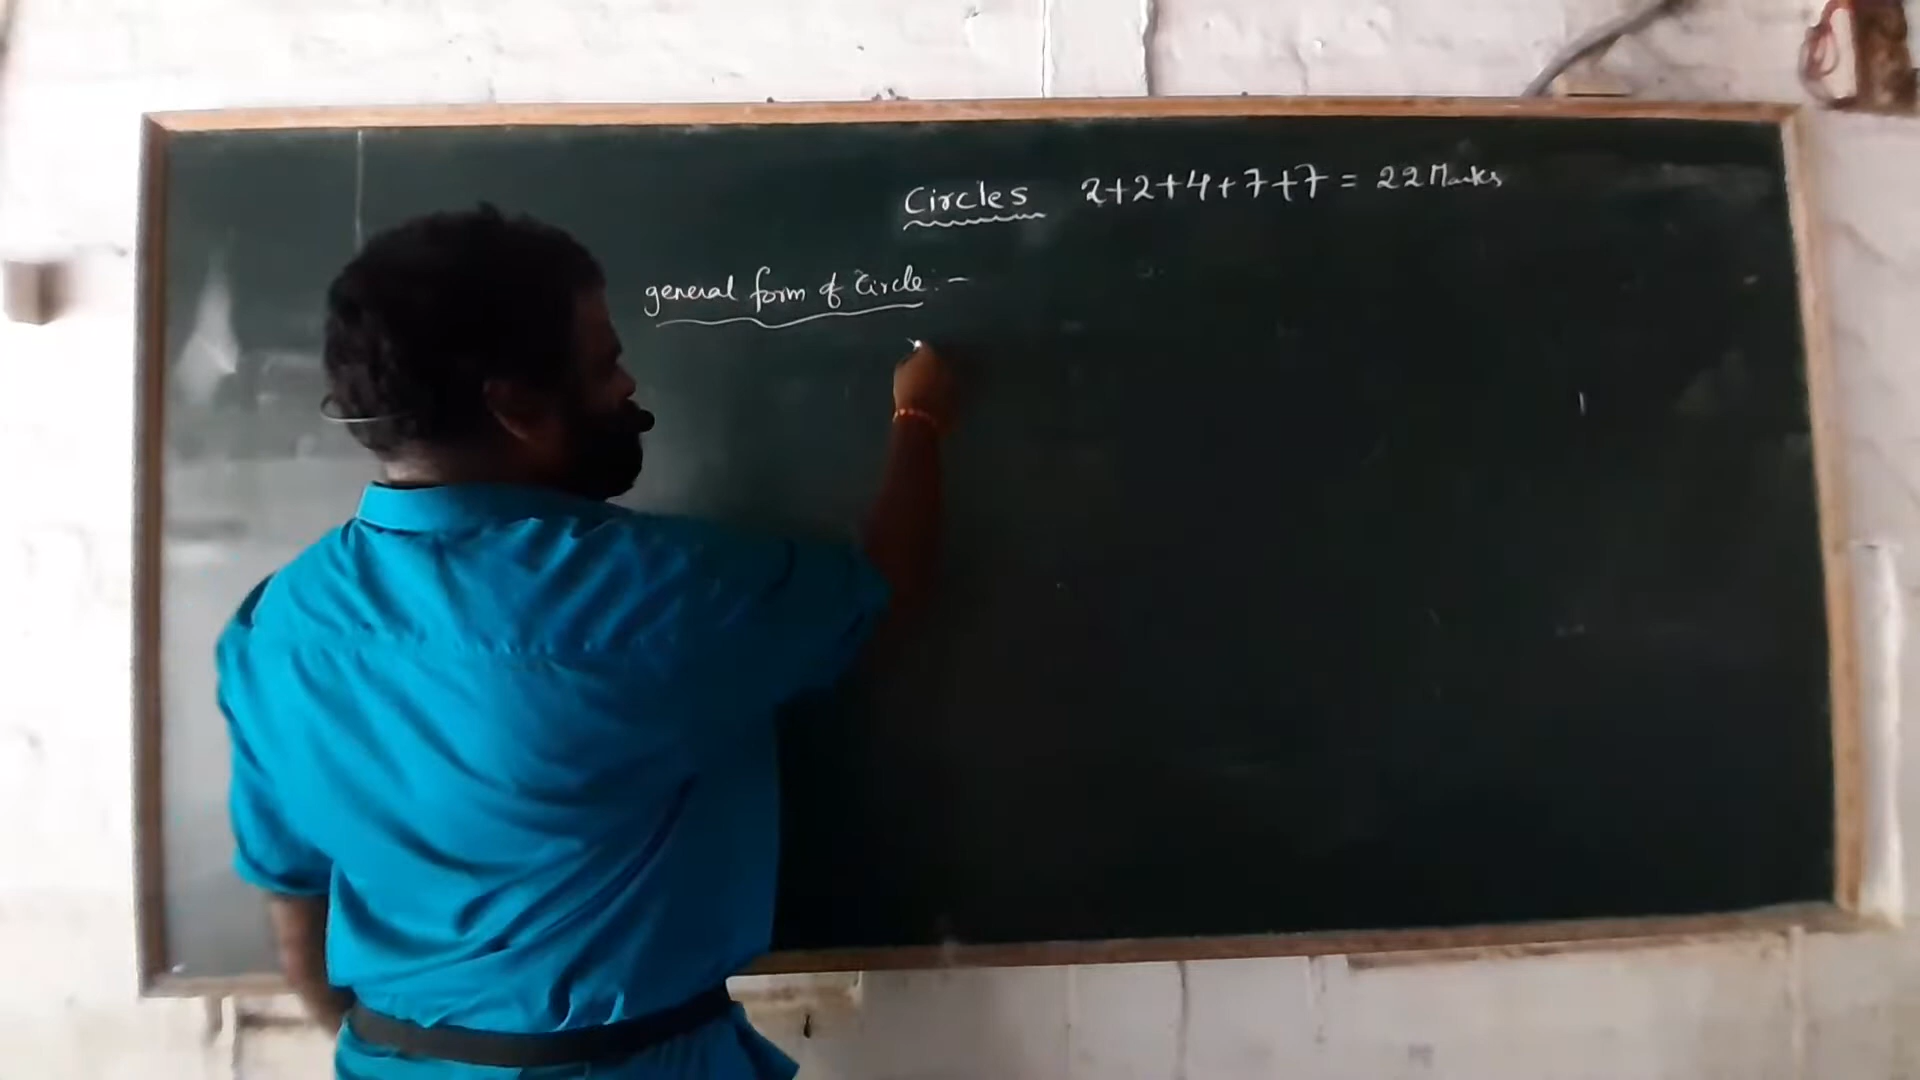 Circles 2+2+4+7+7 = 22 Marks
general form of Circle :-